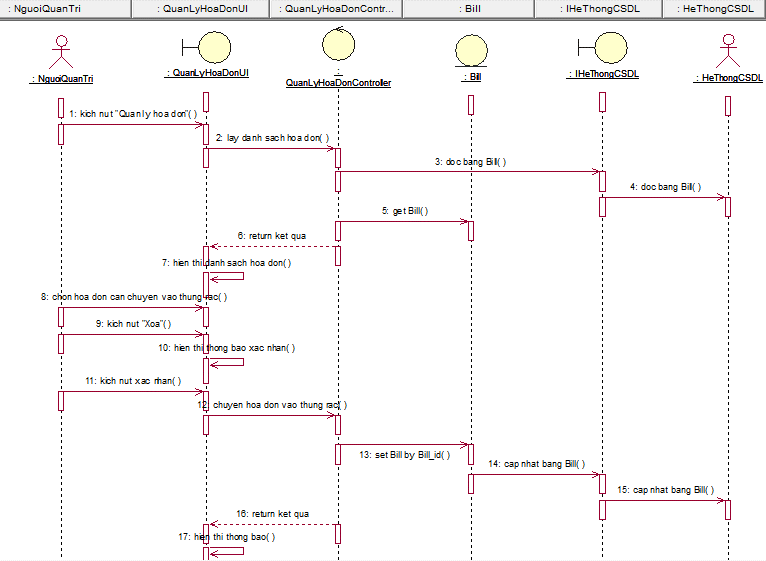 : NguoiQuanTri
: QuanLyHoaDonUI
: QuanLyHoaDonContr...
: Bill
: IHeThongCSDL
: HeThongCSDL
: NguoiQuanTri
: QuanLyHoaDonUI
:
QuanLyHoaDonController
: Bill
: IHeThongCSDL
: HeThongCSDL
1: kich nut "Quan ly hoa don"( )
2: lay danh sach hoa don( )
3: doc bang Bill( )
4: doc bang Bill( )
5: get Bill( )
6: return ket qua
7: hien thi danh sach hoa don( )
8: chon hoa don can chuyen vao thung rac( )
9: kich nut "Xoa"( )
10: hien thi thong bao xac nhan( )
11: kich nut xac nhan( )
12: chuyen hoa don vao thung rac( )
13: set Bill by Bill_id( )
14: cap nhat bang Bill( )
15: cap nhat bang Bill( )
16: return ket qua
17: hien thi thong bao( )